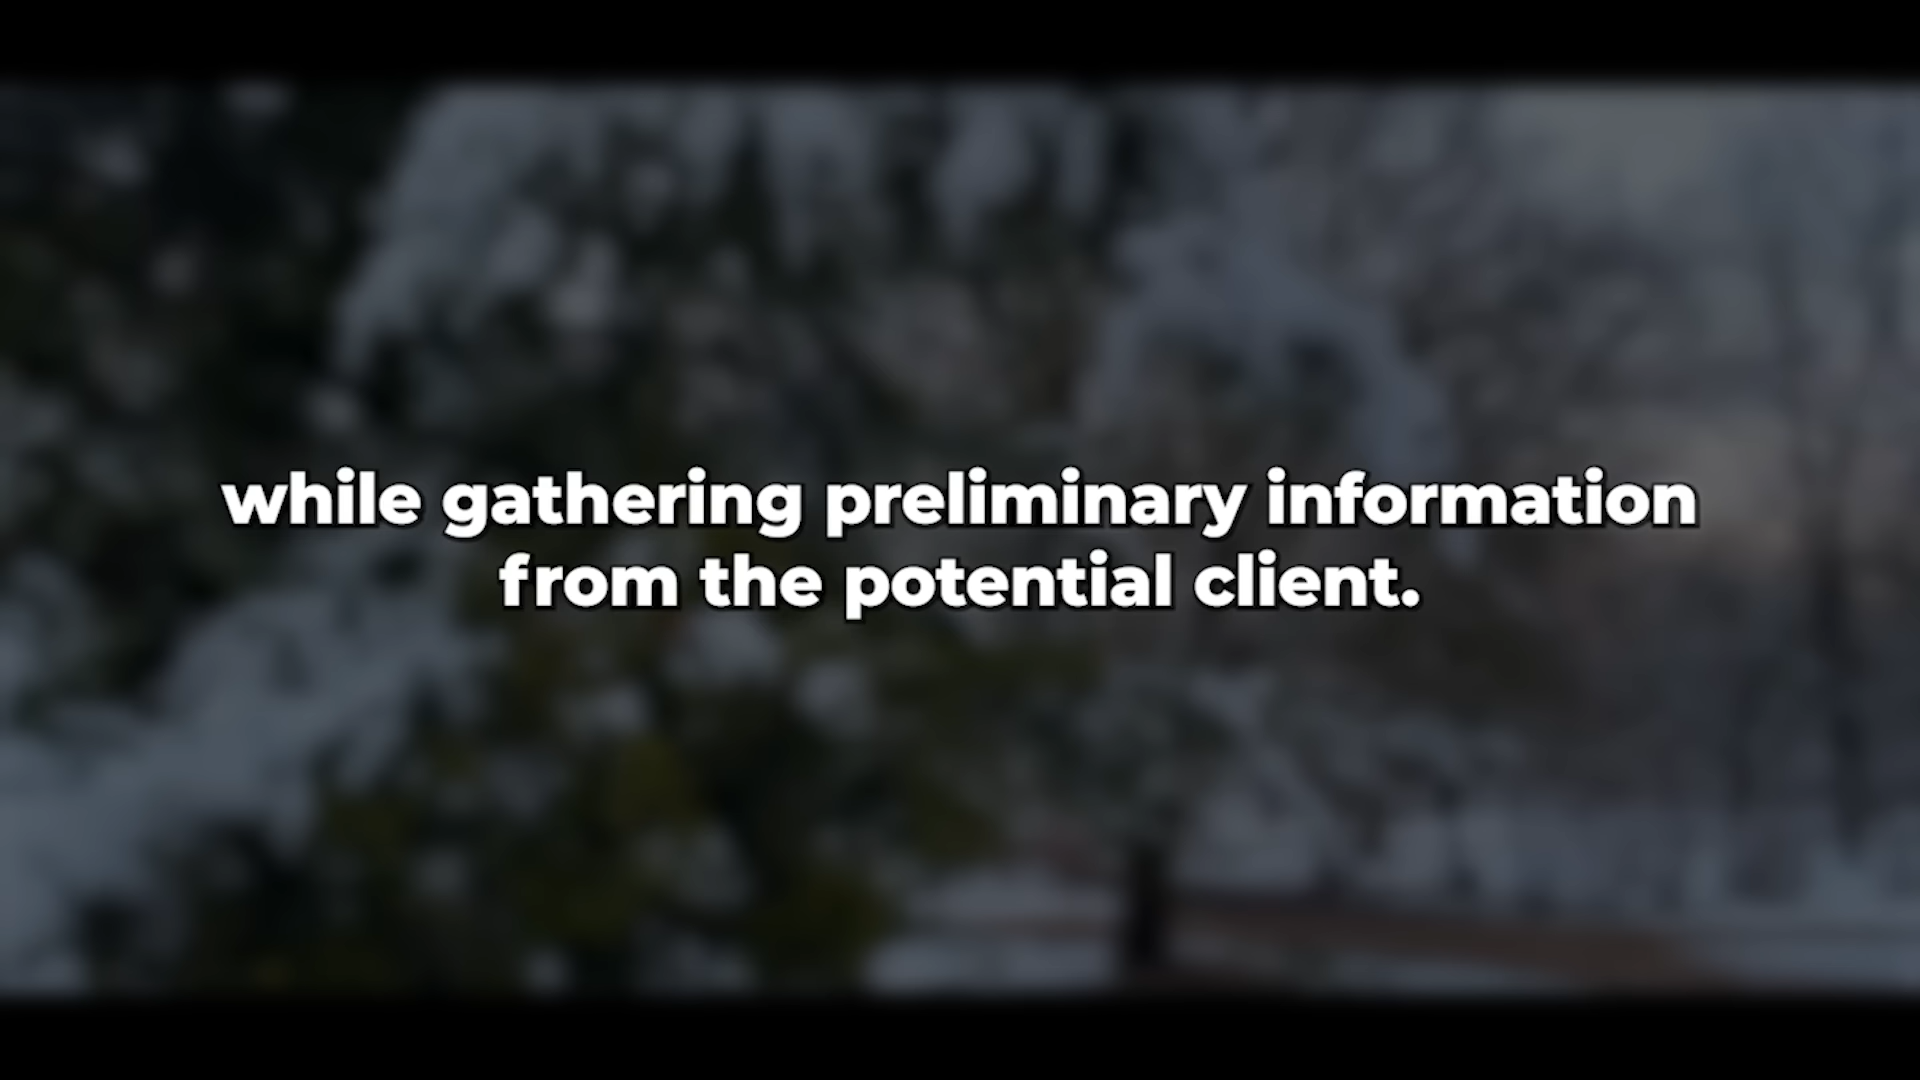 while gathering preliminary information
from the potential client.